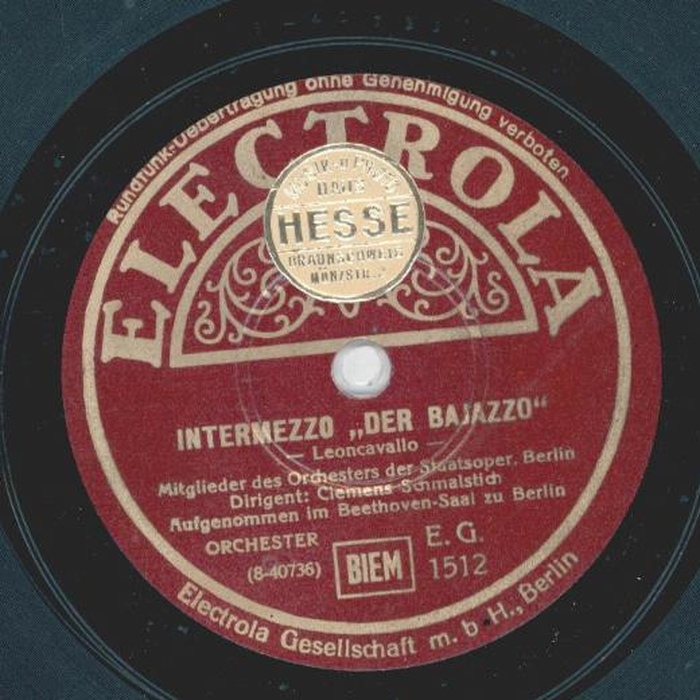 Rundfunk-Uebertragung ohne Genehmigung verboten.
ELECTROLA
HESSE
BRAUNSCHWEIG
MÜNZSTR.
INTERMEZZO „DER BAJAZZO“
— Leoncavallo —
Mitglieder des Orchesters der Staatsoper, Berlin
Dirigent: Clemens Schmalstich
Aufgenommen im Beethoven-Saal zu Berlin
ORCHESTER
E. G.
(8-40736)
BIEM
1512
Electrola Gesellschaft m. b. H., Berlin